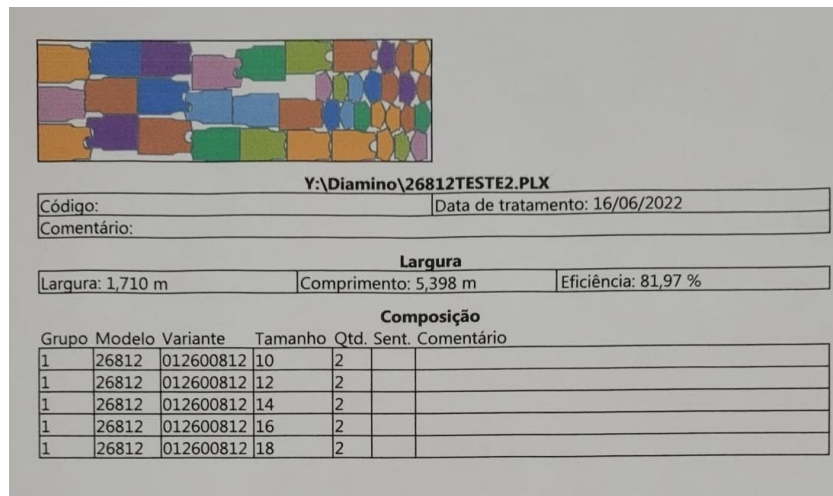 Y:\Diamino\26812TESTE2.PLX
Código: Data de tratamento: 16/06/2022
Comentário:
Largura
Largura: 1,710 m Comprimento: 5,398 m Eficiência: 81,97 %
Composição
Grupo Modelo Variante Tamanho Qtd. Sent. Comentário
1 26812 012600812 10 2
1 26812 012600812 12 2
1 26812 012600812 14 2
1 26812 012600812 16 2
1 26812 012600812 18 2